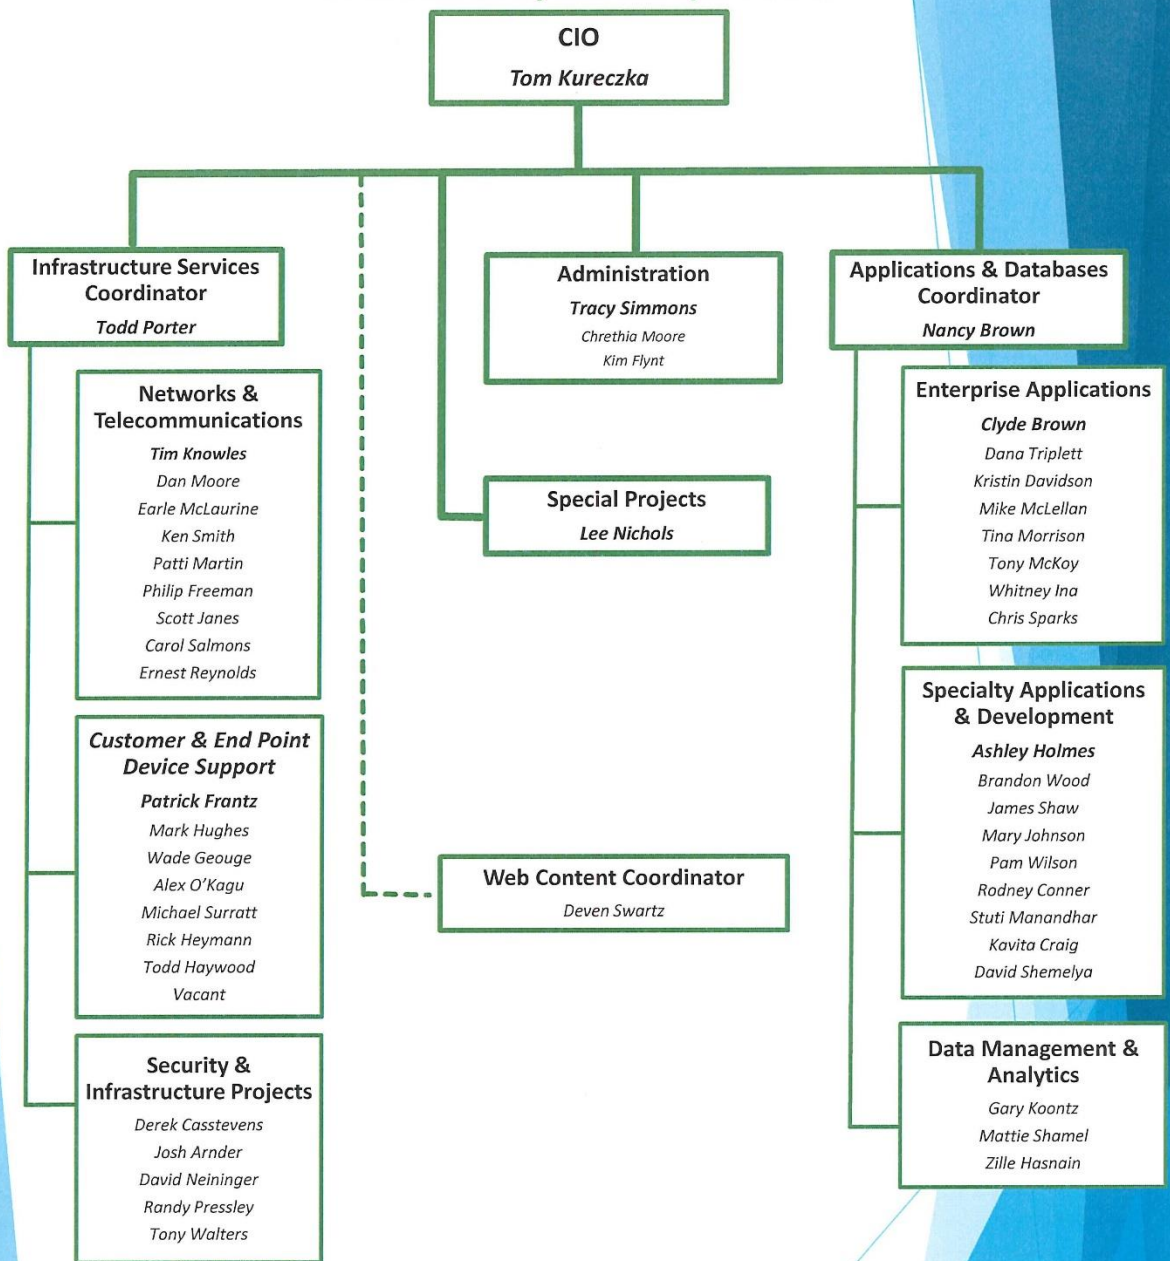 CIO
Tom Kureczka
Infrastructure Services
Coordinator
Todd Porter
Networks &
Telecommunications
Tim Knowles
Dan Moore
Earle McLaurine
Ken Smith
Patti Martin
Philip Freeman
Scott Janes
Carol Salmons
Ernest Reynolds
Customer & End Point
Device Support
Patrick Frantz
Mark Hughes
Wade Geouge
Alex O'Kagu
Michael Surratt
Rick Heymann
Todd Haywood
Vacant
Security &
Infrastructure Projects
Derek Casstevens
Josh Arnder
David Neininger
Randy Pressley
Tony Walters
Administration
Tracy Simmons
Chrethia Moore
Kim Flynt
Special Projects
Lee Nichols
Web Content Coordinator
Deven Swartz
Applications & Databases
Coordinator
Nancy Brown
Enterprise Applications
Clyde Brown
Dana Triplett
Kristin Davidson
Mike McLellan
Tina Morrison
Tony McKoy
Whitney Ina
Chris Sparks
Specialty Applications
& Development
Ashley Holmes
Brandon Wood
James Shaw
Mary Johnson
Pam Wilson
Rodney Conner
Stuti Manandhar
Kavita Craig
David Shemelya
Data Management &
Analytics
Gary Koontz
Mattie Shamel
Zille Hasnain